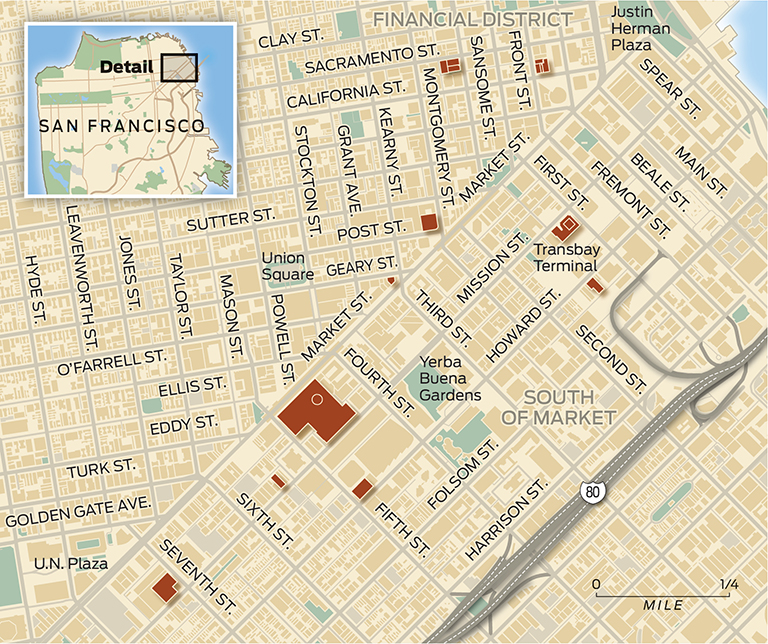 FINANCIAL DISTRICT
Justin
Herman
Plaza
CLAY ST.
SACRAMENTO ST.
CALIFORNIA ST.
SANSOME ST.
FRONT ST.
MONTGOMERY ST.
SPEAR ST.
Detail
SAN FRANCISCO
STOCKTON ST.
GRANT AVE.
KEARNY ST.
MARKET ST.
FIRST ST.
FREMONT ST.
BEALE ST.
MAIN ST.
SUTTER ST.
POST ST.
GEARY ST.
Union
Square
MISSION ST.
Transbay
Terminal
HYDE ST.
LEAVENWORTH ST.
JONES ST.
TAYLOR ST.
MASON ST.
POWELL ST.
MARKET ST.
THIRD ST.
HOWARD ST.
SECOND ST.
O'FARRELL ST.
ELLIS ST.
EDDY ST.
FOURTH ST.
Yerba
Buena
Gardens
SOUTH
OF MARKET
TURK ST.
GOLDEN GATE AVE.
FOLSOM ST.
HARRISON ST.
80
SIXTH ST.
FIFTH ST.
U.N. Plaza
SEVENTH ST.
0
1/4
MILE